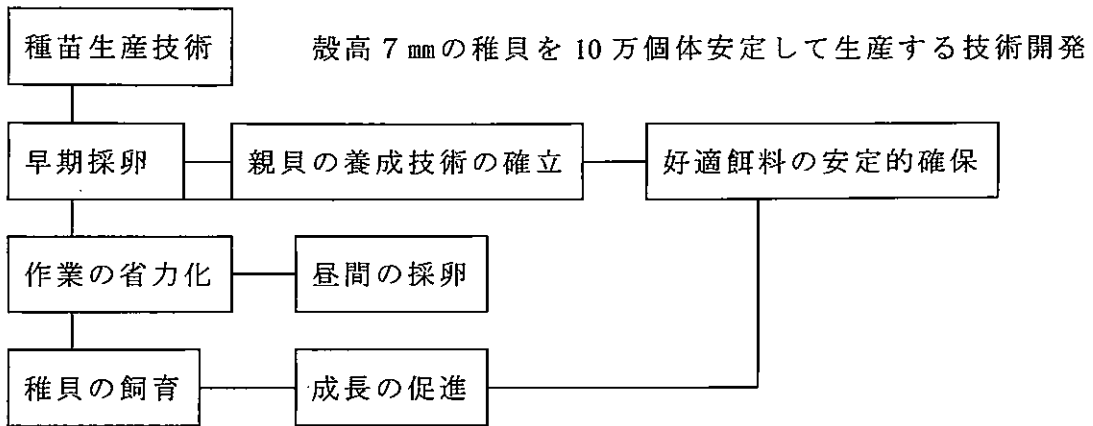 種苗生産技術
殻高7㎜の稚貝を10万個体安定して生産する技術開発
早期採卵
親貝の養成技術の確立
好適餌料の安定的確保
作業の省力化
昼間の採卵
稚貝の飼育
成長の促進